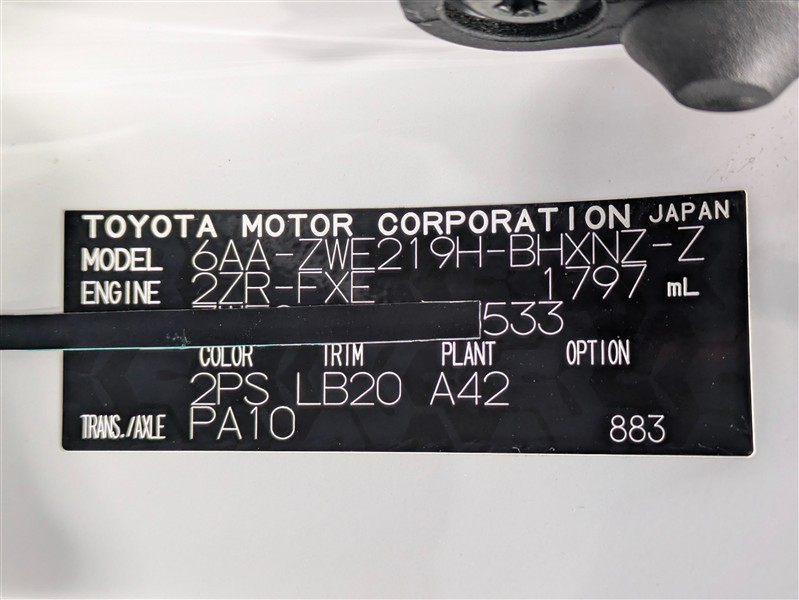 TOYOTA MOTOR CORPORATION JAPAN
MODEL 6AA-ZWE219H-BHXNZ-Z
ENGINE 2ZR-FXE 1797 mL
533
COLOR TRIM PLANT OPTION
2PS LB20 A42
TRANS./AXLE PA10 883